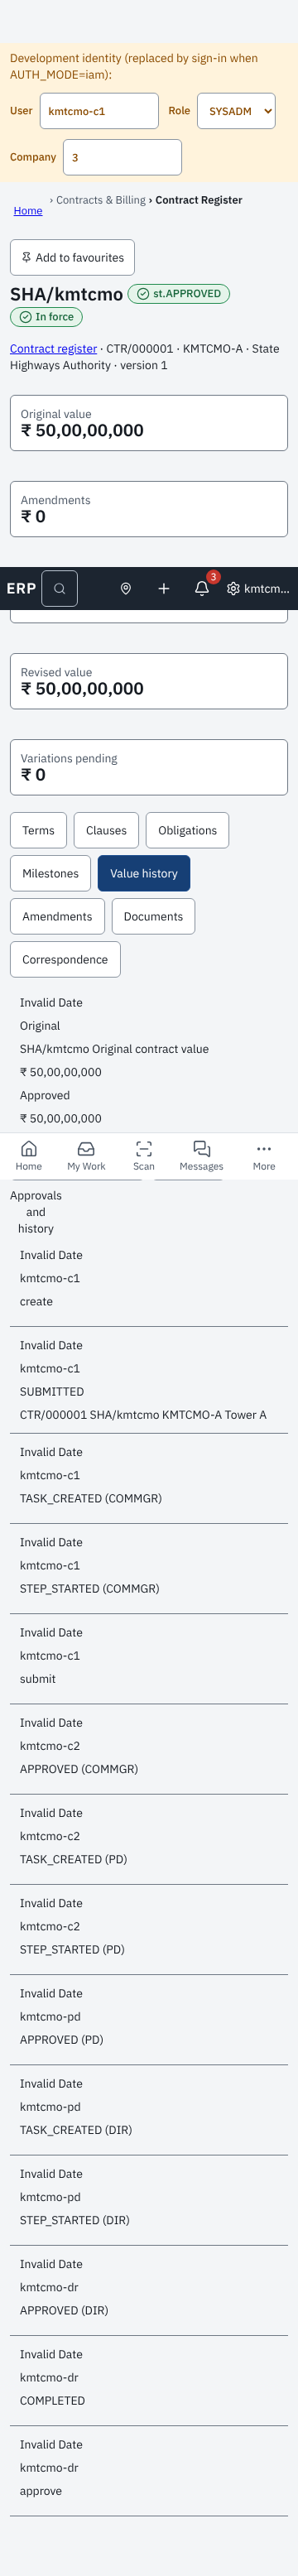 Development identity (replaced by sign-in when
AUTH_MODE=iam):
User kmtcmo-c1 Role SYSADM
Company 3
Home › Contracts & Billing › Contract Register
Add to favourites
SHA/kmtcmo st.APPROVED
In force
Contract register · CTR/000001 · KMTCMO-A · State
Highways Authority · version 1
Original value
₹ 50,00,00,000
Amendments
₹ 0
ERP 3 kmtcm...
Revised value
₹ 50,00,00,000
Variations pending
₹ 0
Terms Clauses Obligations
Milestones Value history
Amendments Documents
Correspondence
Invalid Date
Original
SHA/kmtcmo Original contract value
₹ 50,00,00,000
Approved
₹ 50,00,00,000
Home My Work Scan Messages More
Approvals
and
history
Invalid Date
kmtcmo-c1
create
Invalid Date
kmtcmo-c1
SUBMITTED
CTR/000001 SHA/kmtcmo KMTCMO-A Tower A
Invalid Date
kmtcmo-c1
TASK_CREATED (COMMGR)
Invalid Date
kmtcmo-c1
STEP_STARTED (COMMGR)
Invalid Date
kmtcmo-c1
submit
Invalid Date
kmtcmo-c2
APPROVED (COMMGR)
Invalid Date
kmtcmo-c2
TASK_CREATED (PD)
Invalid Date
kmtcmo-c2
STEP_STARTED (PD)
Invalid Date
kmtcmo-pd
APPROVED (PD)
Invalid Date
kmtcmo-pd
TASK_CREATED (DIR)
Invalid Date
kmtcmo-pd
STEP_STARTED (DIR)
Invalid Date
kmtcmo-dr
APPROVED (DIR)
Invalid Date
kmtcmo-dr
COMPLETED
Invalid Date
kmtcmo-dr
approve